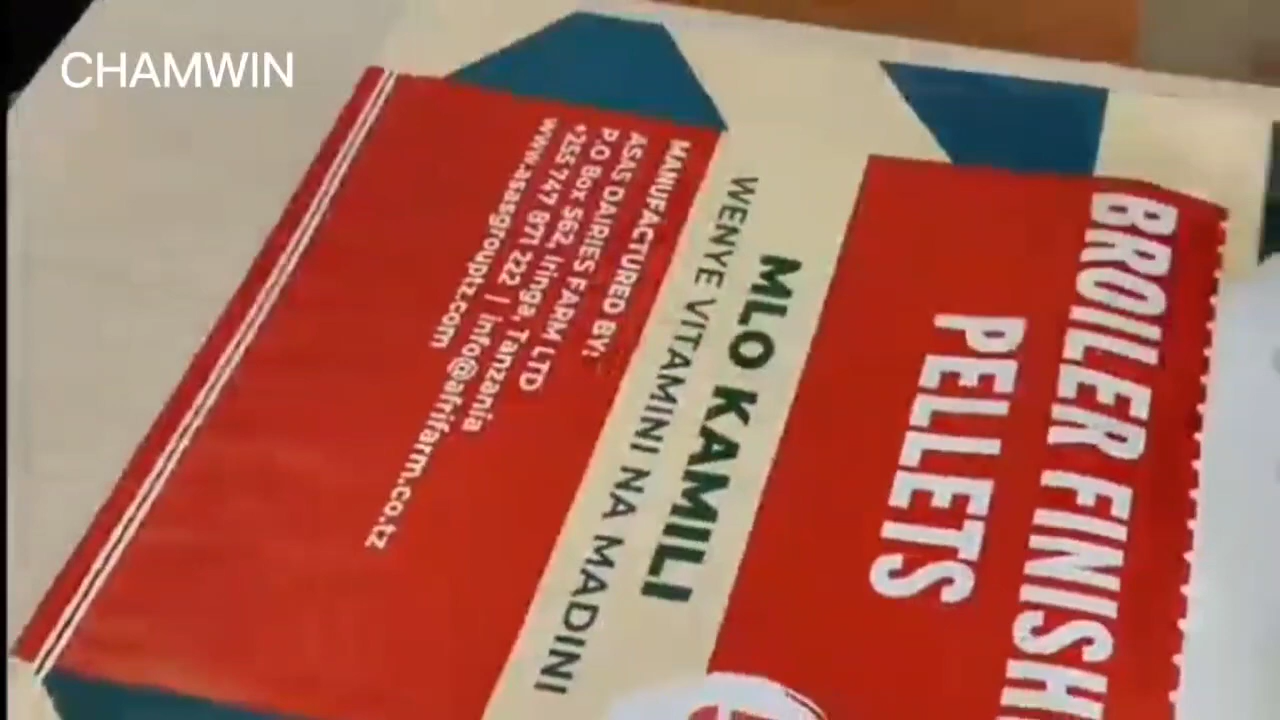 CHAMWIN
BROILER FINISH
PELLETS
MLO KAMILI
WENYE VITAMINI NA MADINI
MANUFACTURED BY:
ASAS DAIRIES FARM LTD
P.O Box 562, Iringa, Tanzania
+255 747 871 222 | info@afrifarm.co.tz
www.asasgrouptz.com